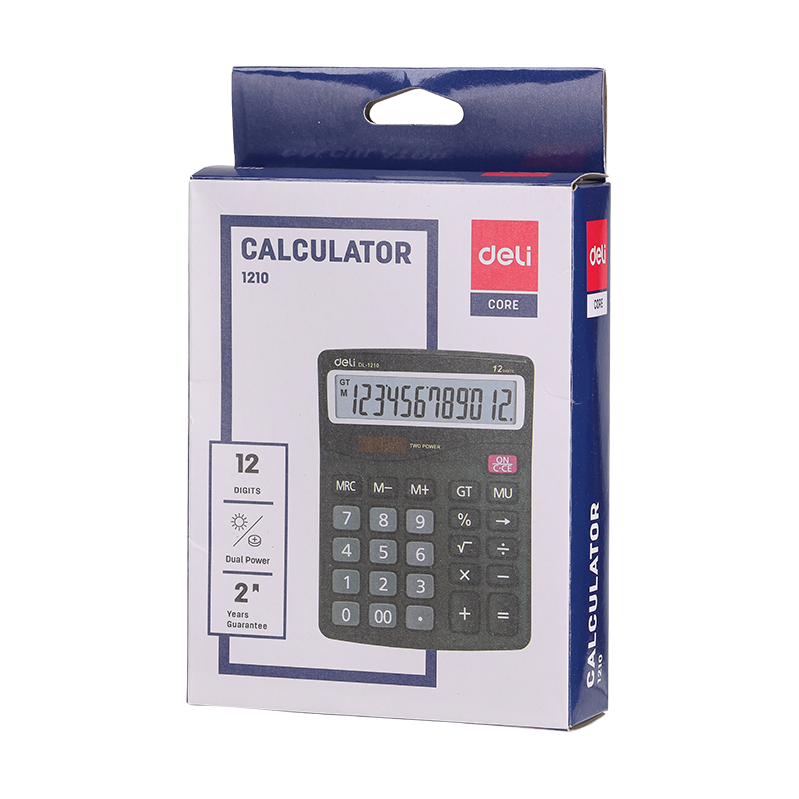 CALCULATOR
1210
deli
CORE
deli
CORE
deli DL-1210
12 DIGITS
GT
M
123456789012.
TWO POWER
ON
C·CE
MRC M− M+ GT MU
7 8 9 % →
4 5 6 √ ÷
1 2 3 × −
0 00 · + =
12
DIGITS
Dual Power
2
Years
Guarantee
CALCULATOR
1210